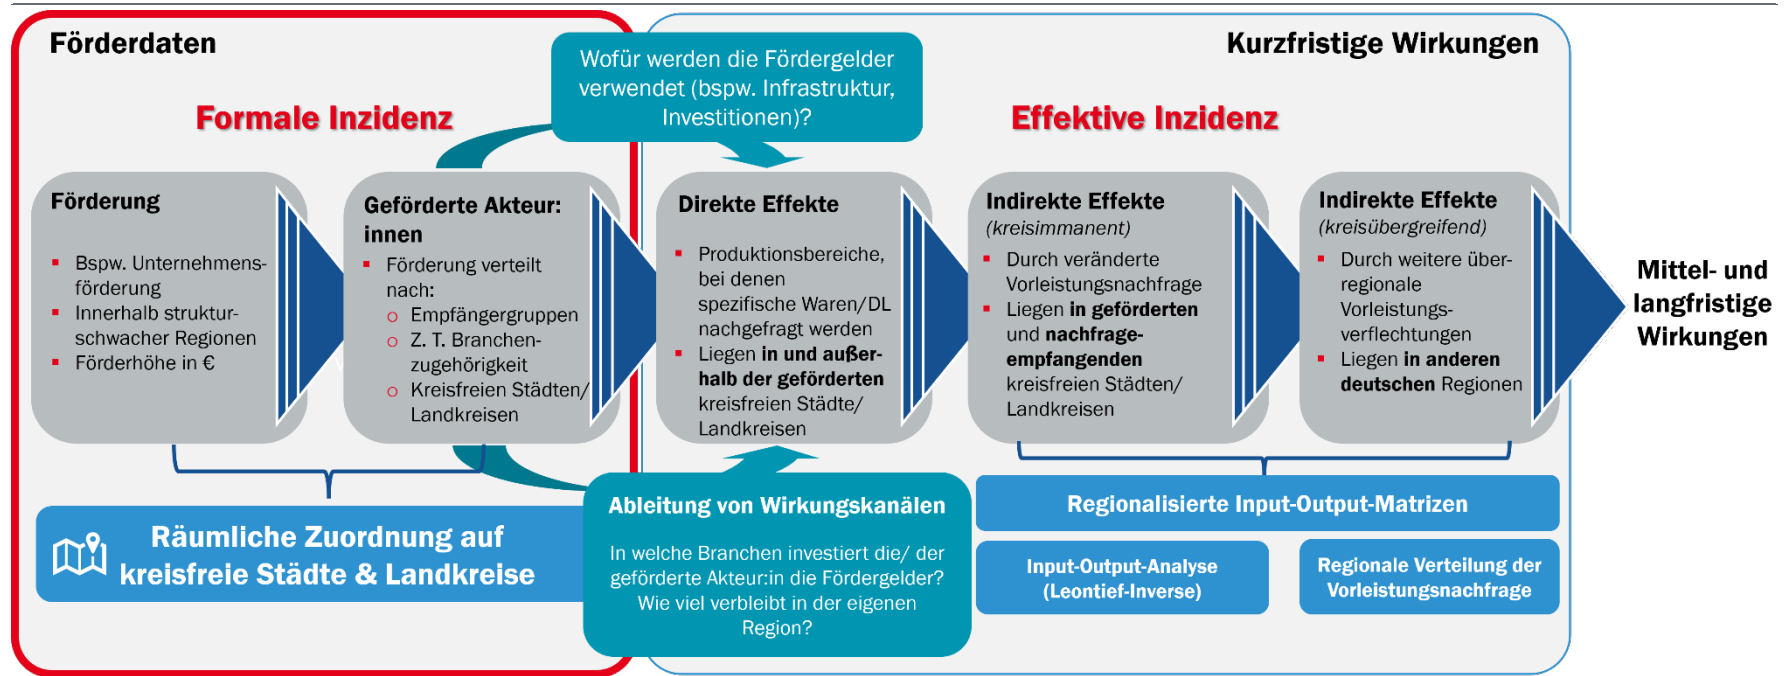 Förderdaten
Kurzfristige Wirkungen
Wofür werden die Fördergelder
verwendet (bspw. Infrastruktur,
Investitionen)?
Formale Inzidenz
Effektive Inzidenz
Förderung
▪ Bspw. Unternehmens-
förderung
▪ Innerhalb struktur-
schwacher Regionen
▪ Förderhöhe in €
Geförderte Akteur:
innen
▪ Förderung verteilt
nach:
o Empfängergruppen
o Z. T. Branchen-
zugehörigkeit
o Kreisfreien Städten/
Landkreisen
Direkte Effekte
▪ Produktionsbereiche,
bei denen
spezifische Waren/DL
nachgefragt werden
▪ Liegen in und außer-
halb der geförderten
kreisfreien Städte/
Landkreisen
Indirekte Effekte
(kreisimmanent)
▪ Durch veränderte
Vorleistungsnachfrage
▪ Liegen in geförderten
und nachfrage-
empfangenden
kreisfreien Städten/
Landkreisen
Indirekte Effekte
(kreisübergreifend)
▪ Durch weitere über-
regionale
Vorleistungs-
verflechtungen
▪ Liegen in anderen
deutschen Regionen
Mittel- und
langfristige
Wirkungen
Räumliche Zuordnung auf
kreisfreie Städte & Landkreise
Ableitung von Wirkungskanälen
In welche Branchen investiert die/ der
geförderte Akteur:in die Fördergelder?
Wie viel verbleibt in der eigenen
Region?
Regionalisierte Input-Output-Matrizen
Input-Output-Analyse
(Leontief-Inverse)
Regionale Verteilung der
Vorleistungsnachfrage